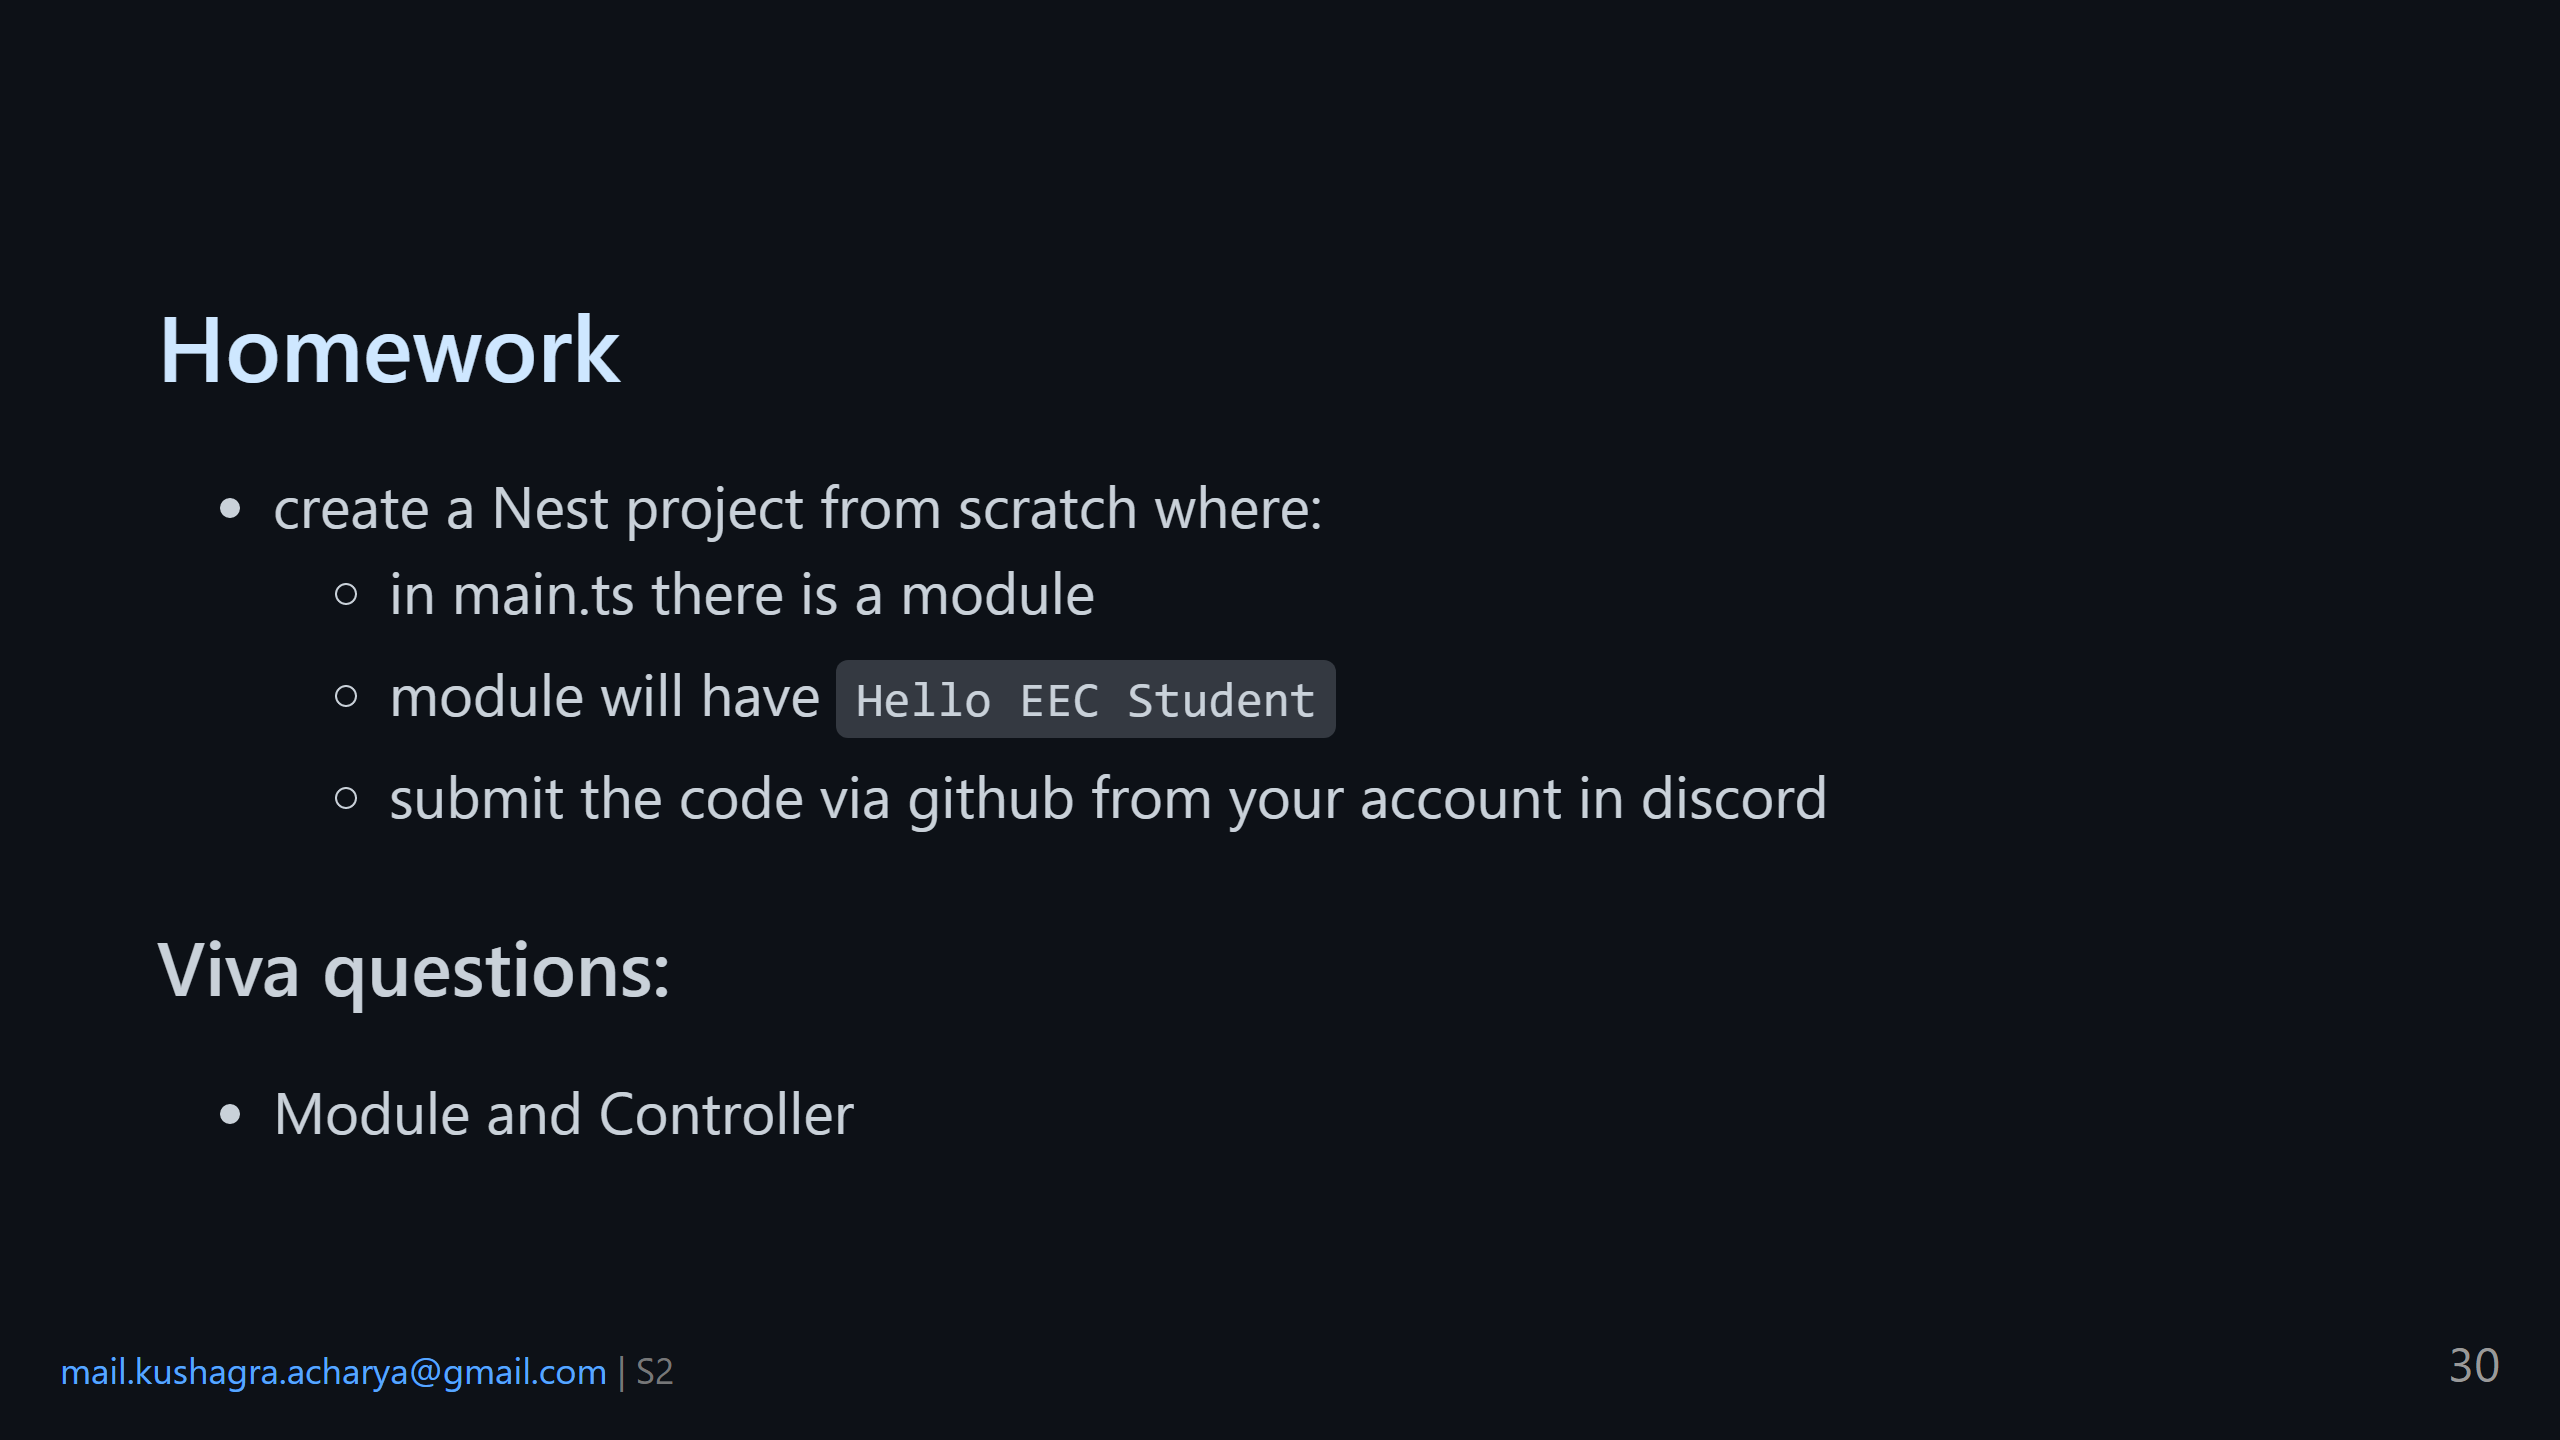 Homework
create a Nest project from scratch where:
in main.ts there is a module
module will have Hello EEC Student
submit the code via github from your account in discord
Viva questions:
Module and Controller
mail.kushagra.acharya@gmail.com | S2
30